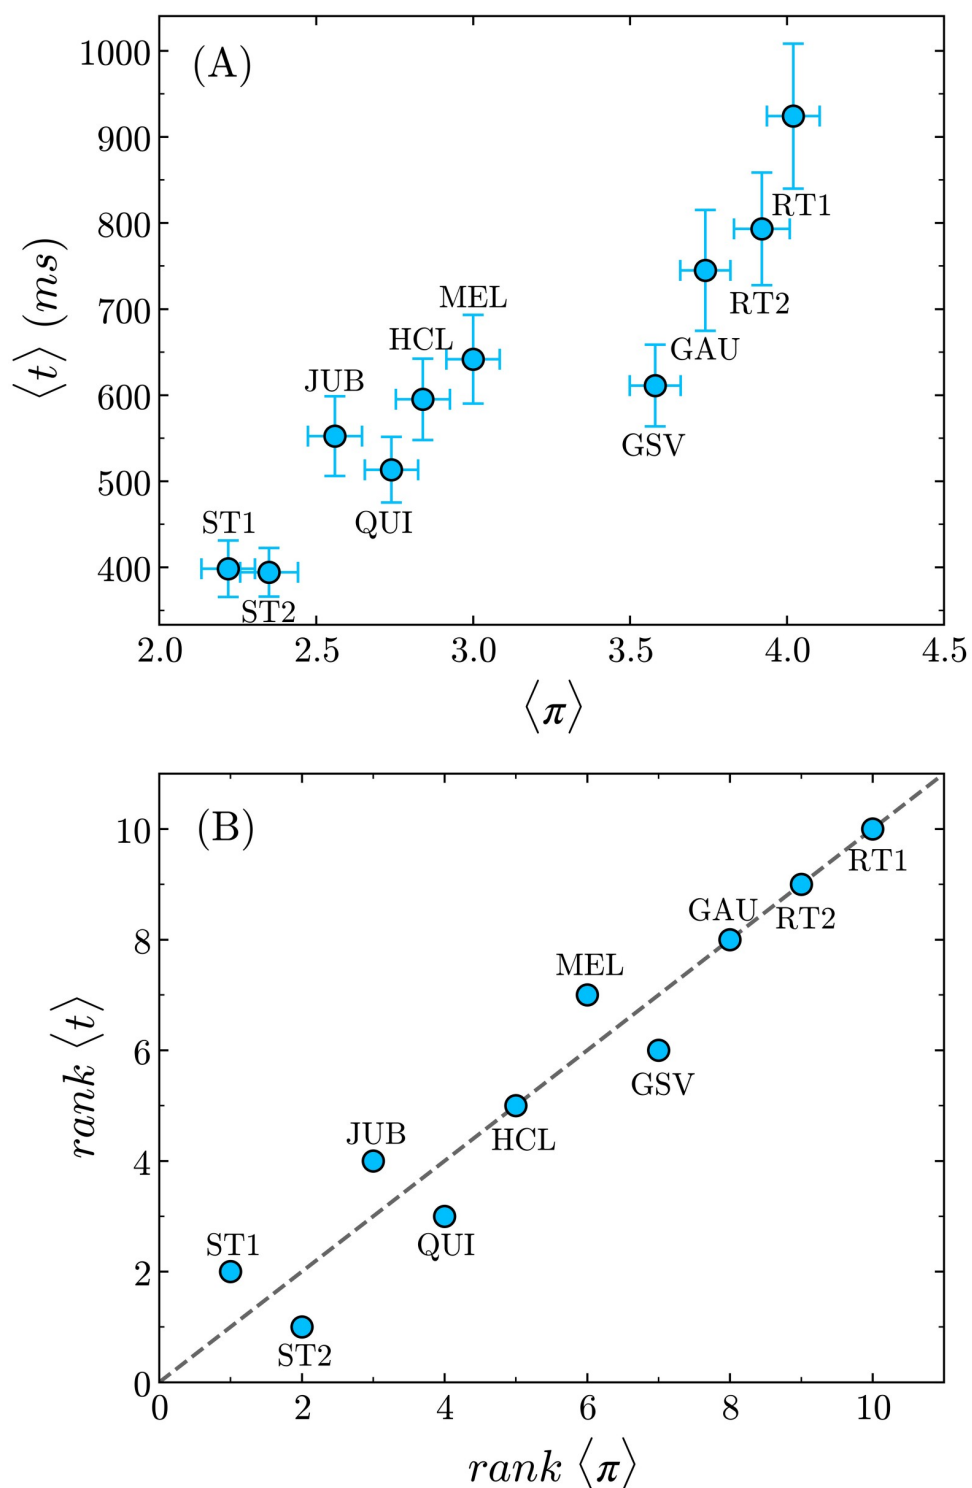 (A)
1000
900
800
700
600
500
400
⟨t⟩ (ms)
RT1
RT2
MEL
HCL
GAU
JUB
GSV
QUI
ST1
ST2
2.0 2.5 3.0 3.5 4.0 4.5
⟨π⟩
(B)
10
8
6
4
2
0
rank ⟨t⟩
RT1
GAU
RT2
MEL
GSV
JUB
HCL
ST1
QUI
ST2
0 2 4 6 8 10
rank ⟨π⟩